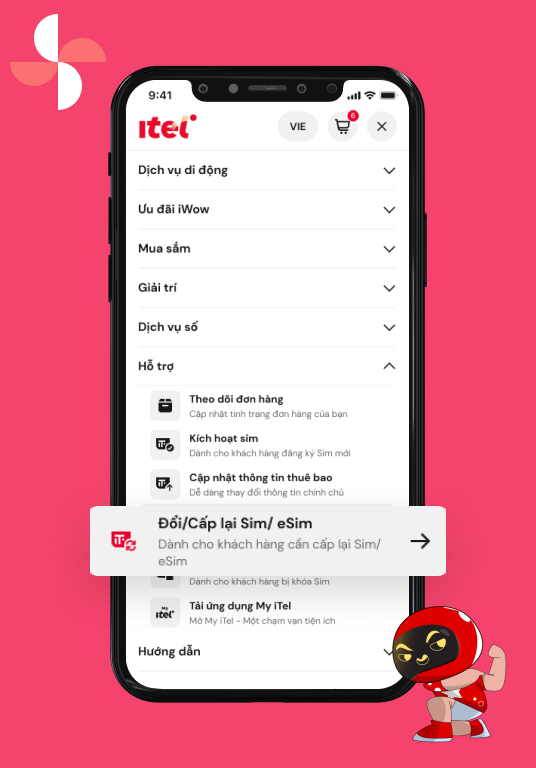 9:41
itel
VIE
6
Dịch vụ di động
Ưu đãi iWow
Mua sắm
Giải trí
Dịch vụ số
Hỗ trợ
Theo dõi đơn hàng
Cập nhật tình trạng đơn hàng của bạn
Kích hoạt sim
Dành cho khách hàng đăng ký Sim mới
Cập nhật thông tin thuê bao
Dễ dàng thay đổi thông tin chính chủ
Đổi/Cấp lại Sim/ eSim
Dành cho khách hàng cần cấp lại Sim/
eSim
Dành cho khách hàng bị khóa Sim
My
itel
Tải ứng dụng My iTel
Mở My iTel - Một chạm vạn tiện ích
Hướng dẫn